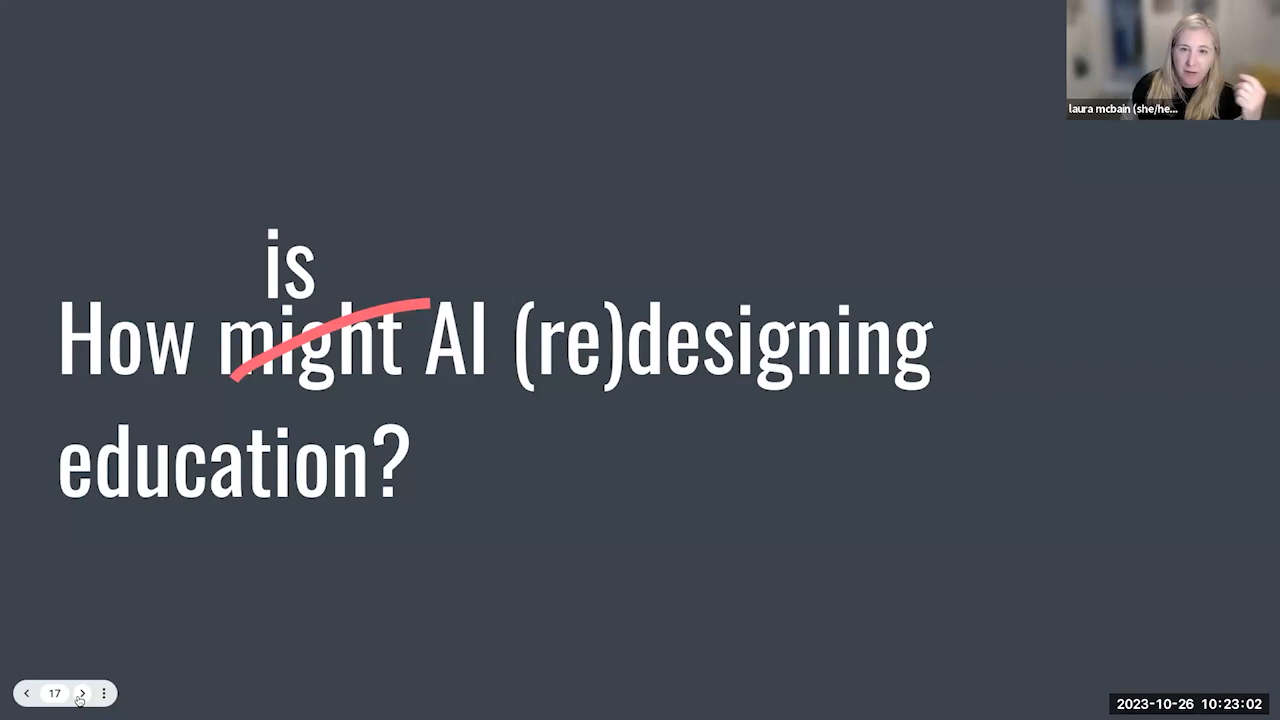 laura mcbain (she/he...
is
How might AI (re)designing
education?
17
2023-10-26 10:23:02